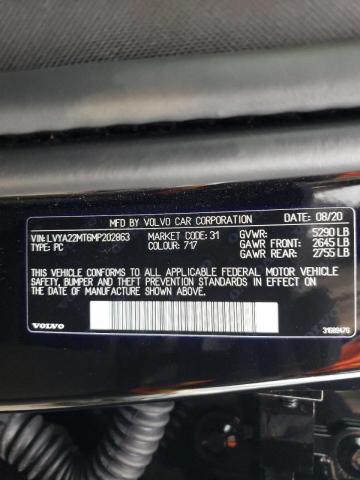 MFD BY VOLVO CAR CORPORATION DATE: 08/20
VIN: LVYA22MT6MP202863 MARKET CODE: 31 GVWR: 5290 LB
TYPE: PC COLOUR: 717 GAWR FRONT: 2645 LB
GAWR REAR: 2755 LB
THIS VEHICLE CONFORMS TO ALL APPLICABLE FEDERAL MOTOR VEHICLE
SAFETY, BUMPER AND THEFT PREVENTION STANDARDS IN EFFECT ON
THE DATE OF MANUFACTURE SHOWN ABOVE.
VOLVO 31689476